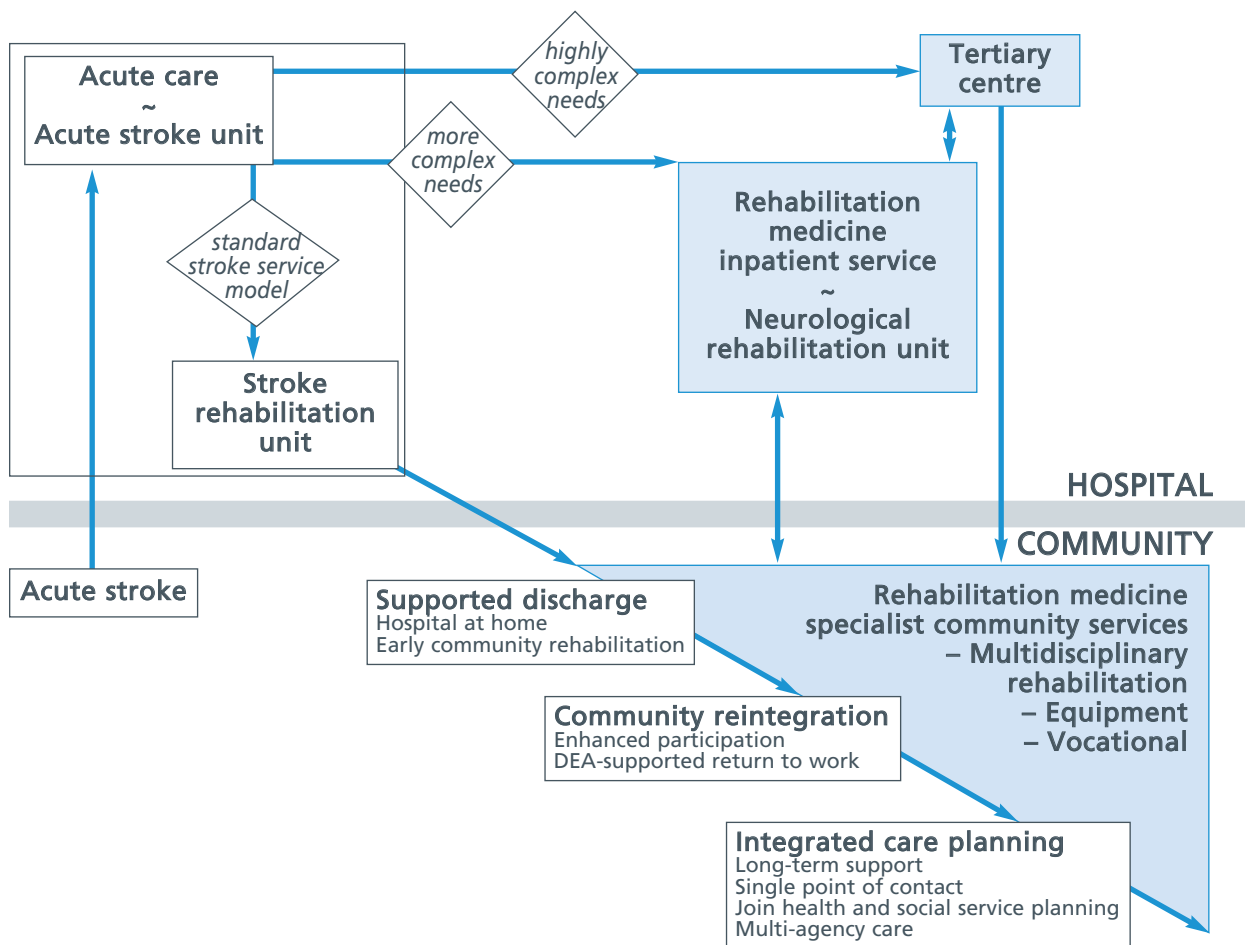 Acute care
~
Acute stroke unit
highly
complex
needs
Tertiary
centre
more
complex
needs
standard
stroke service
model
Rehabilitation
medicine
inpatient service
~
Neurological
rehabilitation unit
Stroke
rehabilitation
unit
HOSPITAL
COMMUNITY
Acute stroke
Supported discharge
Hospital at home
Early community rehabilitation
Rehabilitation medicine
specialist community services
– Multidisciplinary
rehabilitation
– Equipment
– Vocational
Community reintegration
Enhanced participation
DEA-supported return to work
Integrated care planning
Long-term support
Single point of contact
Join health and social service planning
Multi-agency care